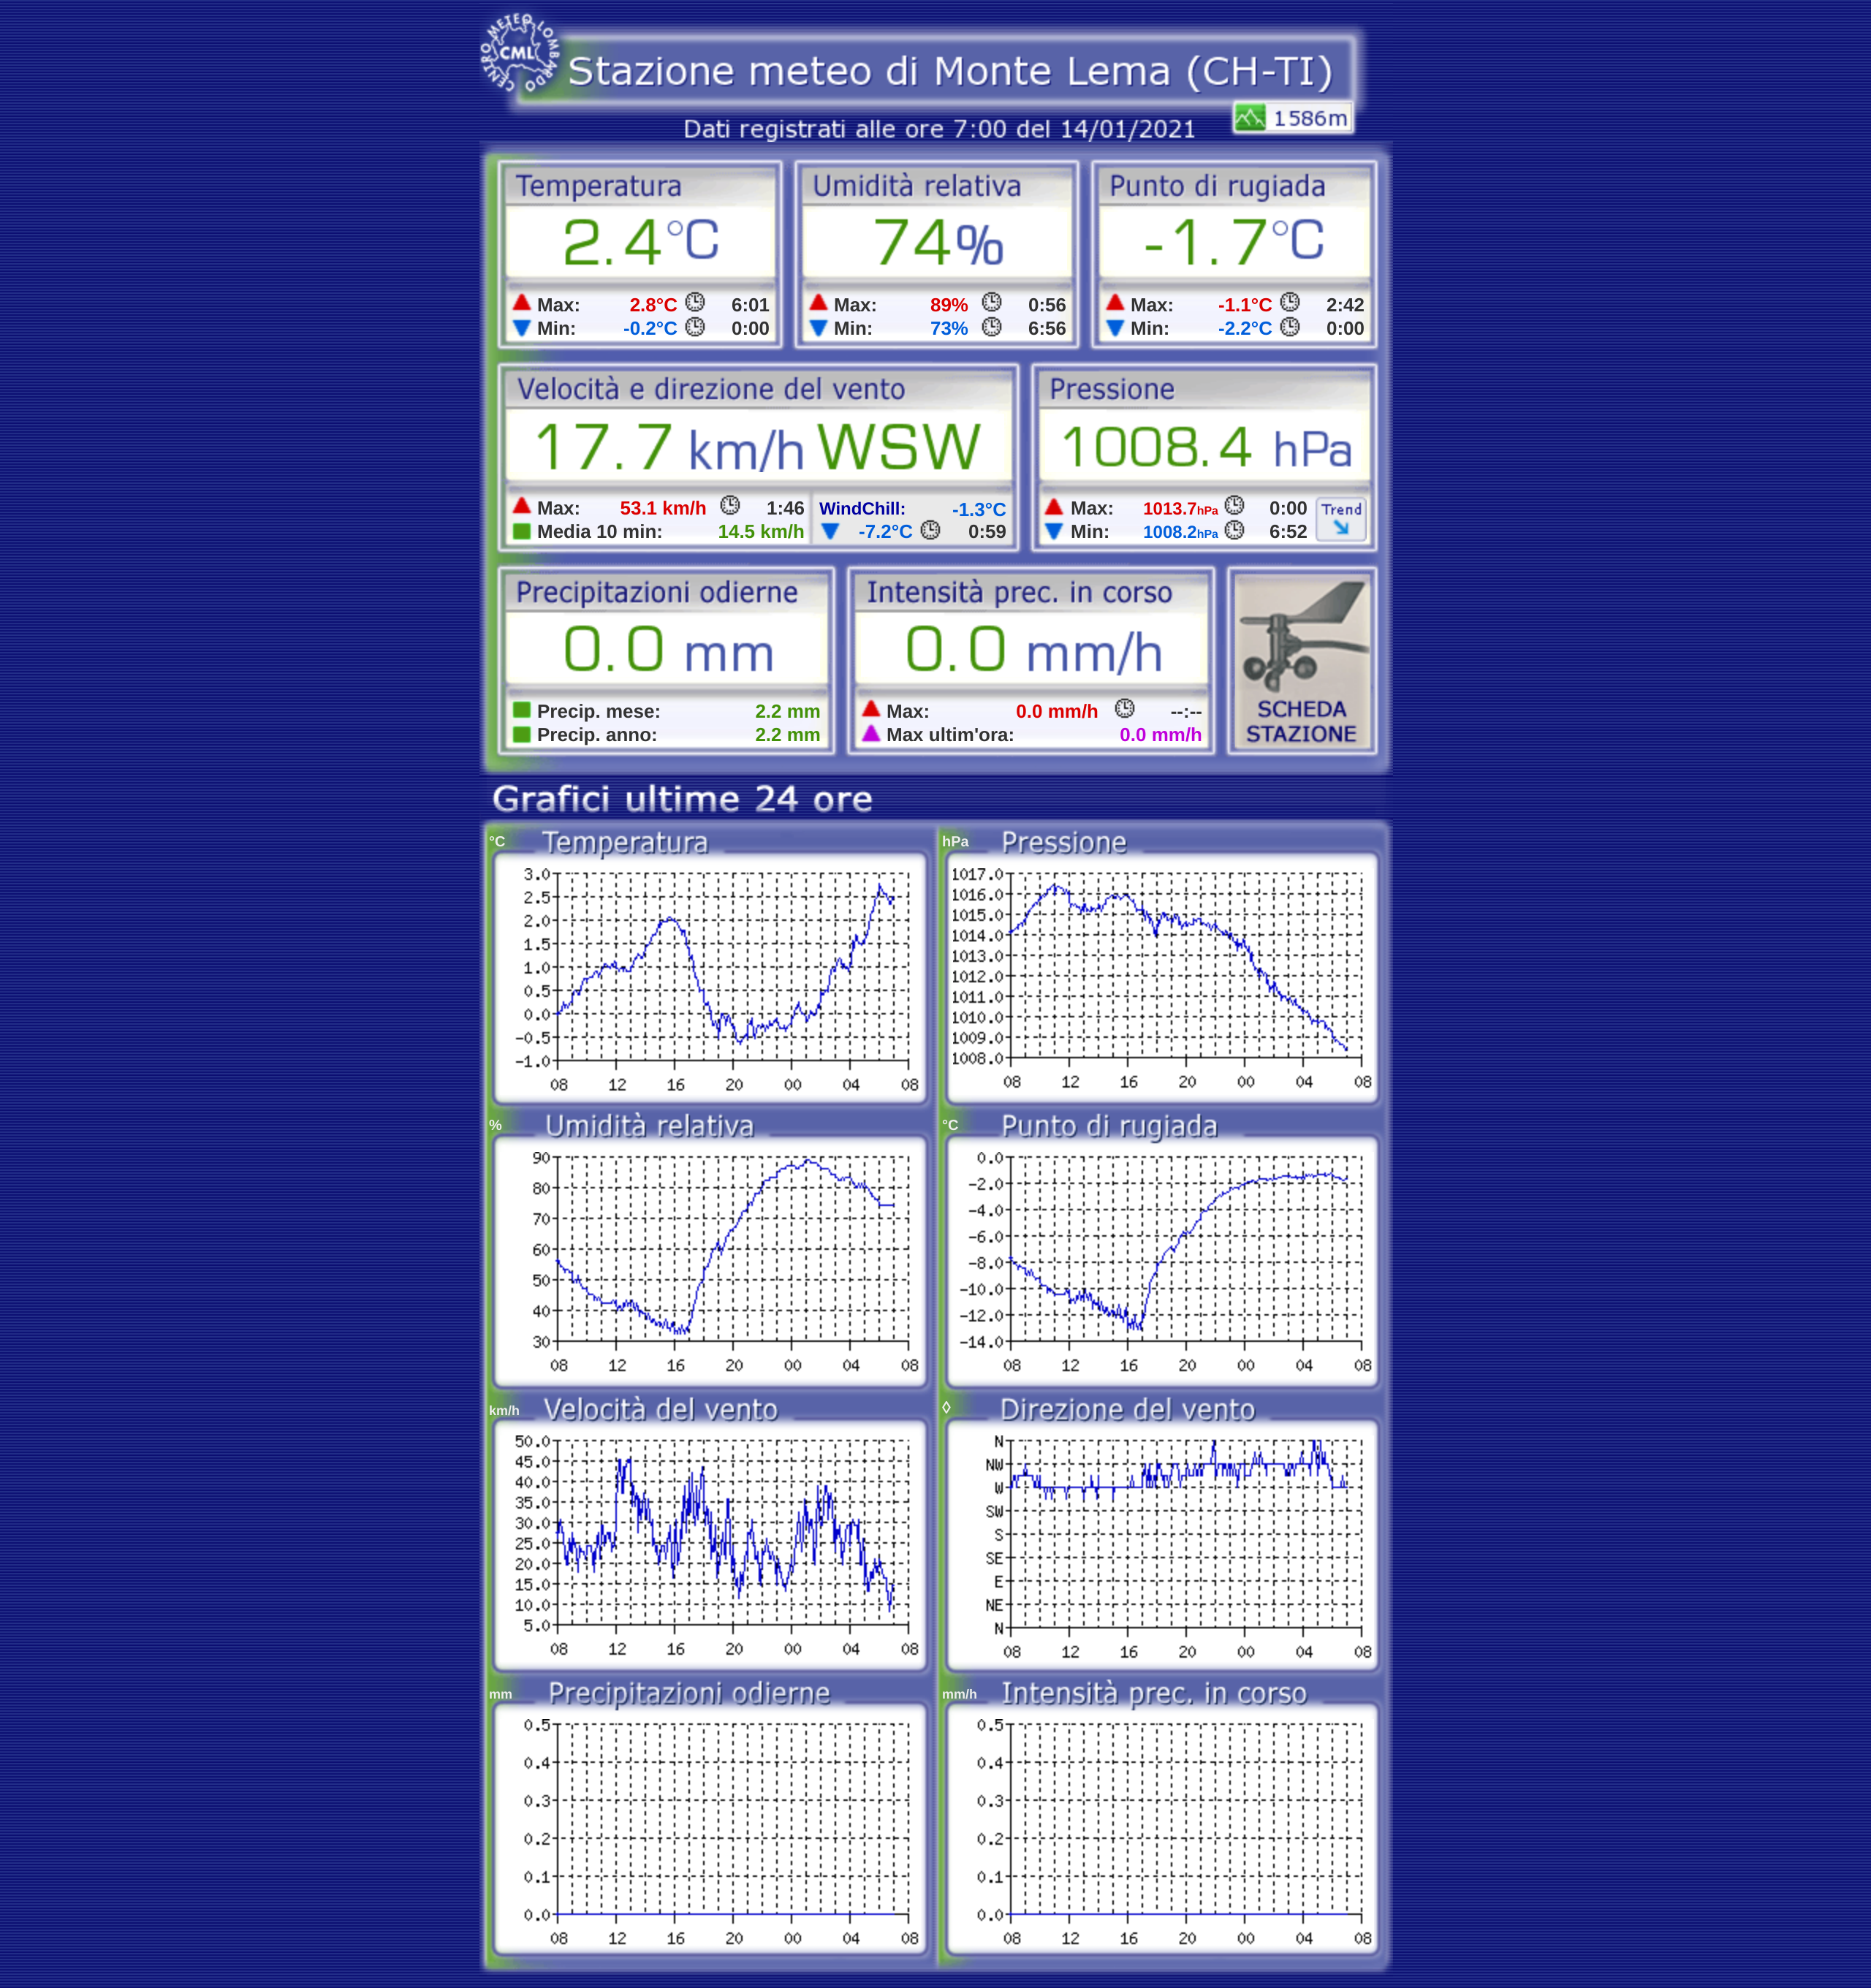 CENTRO METEO LOMBARDO
CML
Stazione meteo di Monte Lema (CH-TI)
1586m
Dati registrati alle ore 7:00 del 14/01/2021
Temperatura
2.4°C
Max: 2.8°C 6:01
Min: -0.2°C 0:00
Umidità relativa
74%
Max: 89% 0:56
Min: 73% 6:56
Punto di rugiada
-1.7°C
Max: -1.1°C 2:42
Min: -2.2°C 0:00
Velocità e direzione del vento
17.7 km/h WSW
Max: 53.1 km/h 1:46
Media 10 min: 14.5 km/h
WindChill: -1.3°C
-7.2°C 0:59
Pressione
1008.4 hPa
Max: 1013.7hPa 0:00
Min: 1008.2hPa 6:52
Trend
Precipitazioni odierne
0.0 mm
Precip. mese: 2.2 mm
Precip. anno: 2.2 mm
Intensità prec. in corso
0.0 mm/h
Max: 0.0 mm/h --:--
Max ultim'ora: 0.0 mm/h
SCHEDA
STAZIONE
Grafici ultime 24 ore
°C Temperatura
3.0
2.5
2.0
1.5
1.0
0.5
0.0
-0.5
-1.0
08 12 16 20 00 04 08
hPa Pressione
1017.0
1016.0
1015.0
1014.0
1013.0
1012.0
1011.0
1010.0
1009.0
1008.0
08 12 16 20 00 04 08
% Umidità relativa
90
80
70
60
50
40
30
08 12 16 20 00 04 08
°C Punto di rugiada
0.0
-2.0
-4.0
-6.0
-8.0
-10.0
-12.0
-14.0
08 12 16 20 00 04 08
km/h Velocità del vento
50.0
45.0
40.0
35.0
30.0
25.0
20.0
15.0
10.0
5.0
08 12 16 20 00 04 08
◊ Direzione del vento
N
NW
W
SW
S
SE
E
NE
N
08 12 16 20 00 04 08
mm Precipitazioni odierne
0.5
0.4
0.3
0.2
0.1
0.0
08 12 16 20 00 04 08
mm/h Intensità prec. in corso
0.5
0.4
0.3
0.2
0.1
0.0
08 12 16 20 00 04 08